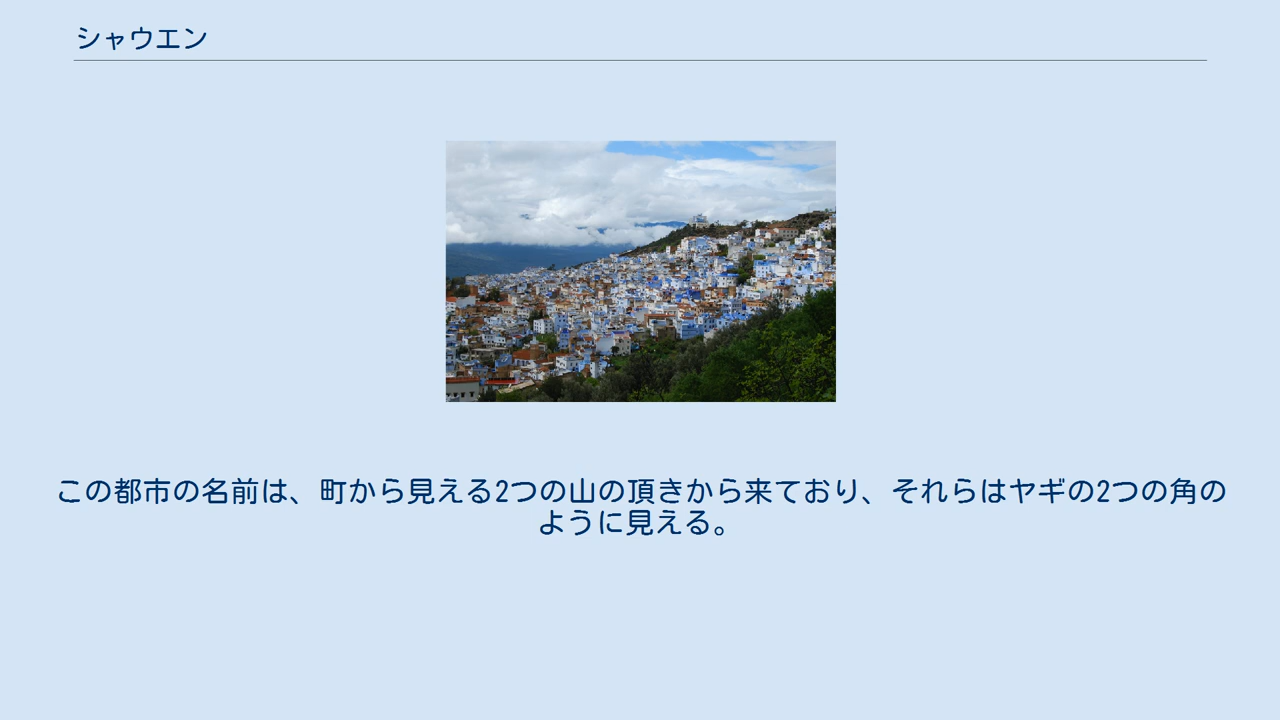 シャウエン
この都市の名前は、町から見える2つの山の頂きから来ており、それらはヤギの2つの角の
ように見える。